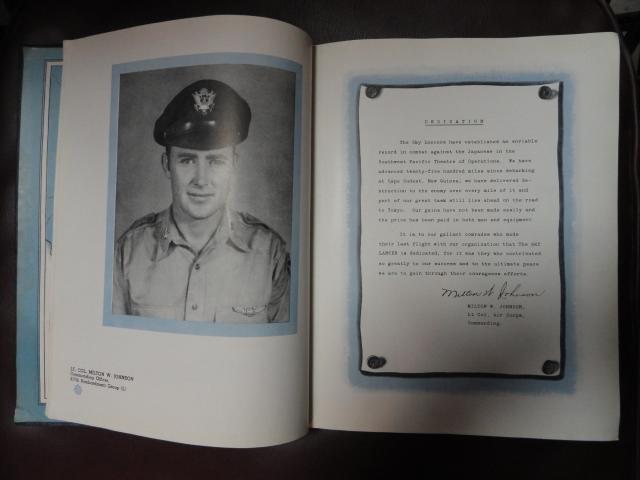 LT. COL. MILTON W. JOHNSON
Commanding Officer,
417th Bombardment Group (L)
DEDICATION
The Sky Lancers have established an enviable
record in combat against the Japanese in the
Southwest Pacific Theatre of Operations. We have
advanced twenty-five hundred miles since debarking
at Cape Sudest, New Guinea; we have delivered de-
struction to the enemy over every mile of it and
part of our great task still lies ahead on the road
to Tokyo. Our gains have not been made easily and
the price has been paid in both men and equipment
It is to our gallant comrades who made
their last flight with our organization that The SKY
LANCER is dedicated, for it was they who contributed
so greatly to our success and to the ultimate peace
we are to gain through their courageous efforts.
Milton W Johnson
MILTON W. JOHNSON,
Lt Col, Air Corps,
Commanding.